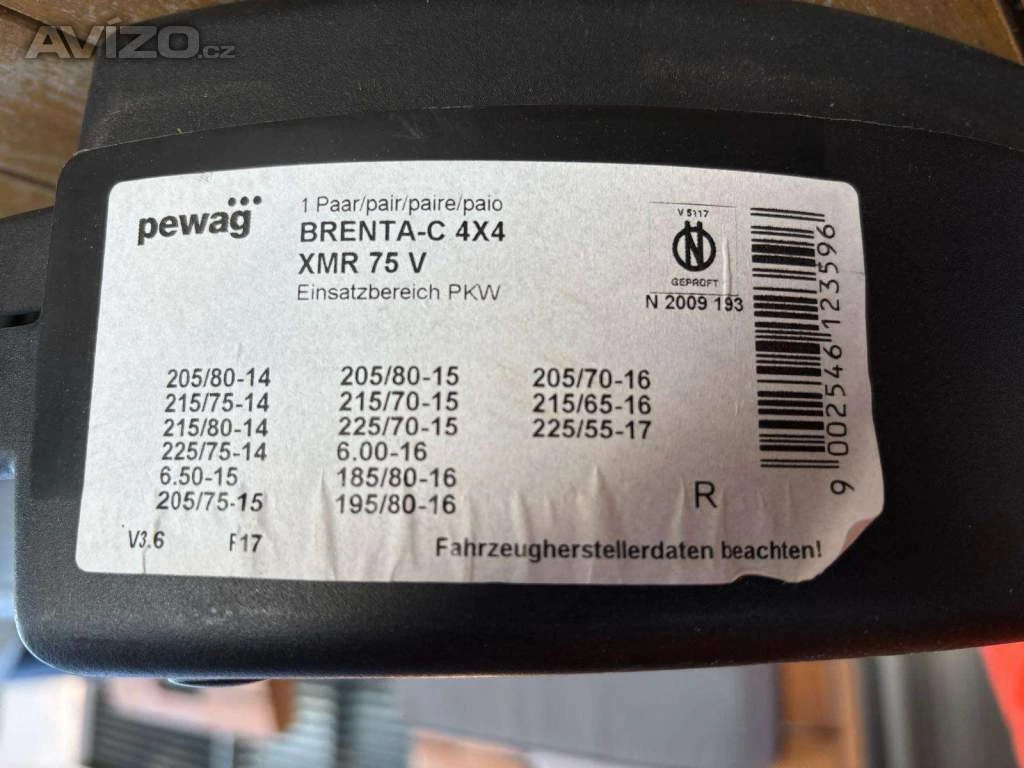 AVÍZO.cz
pewag
1 Paar/pair/paire/paio
BRENTA-C 4X4
XMR 75 V
Einsatzbereich PKW
V 5117
GEPRÜFT
N 2009 193
205/80-14
215/75-14
215/80-14
225/75-14
6.50-15
205/75-15
205/80-15
215/70-15
225/70-15
6.00-16
185/80-16
195/80-16
205/70-16
215/65-16
225/55-17
R
9 002546 123596
V3.6
F17
Fahrzeugherstellerdaten beachten!